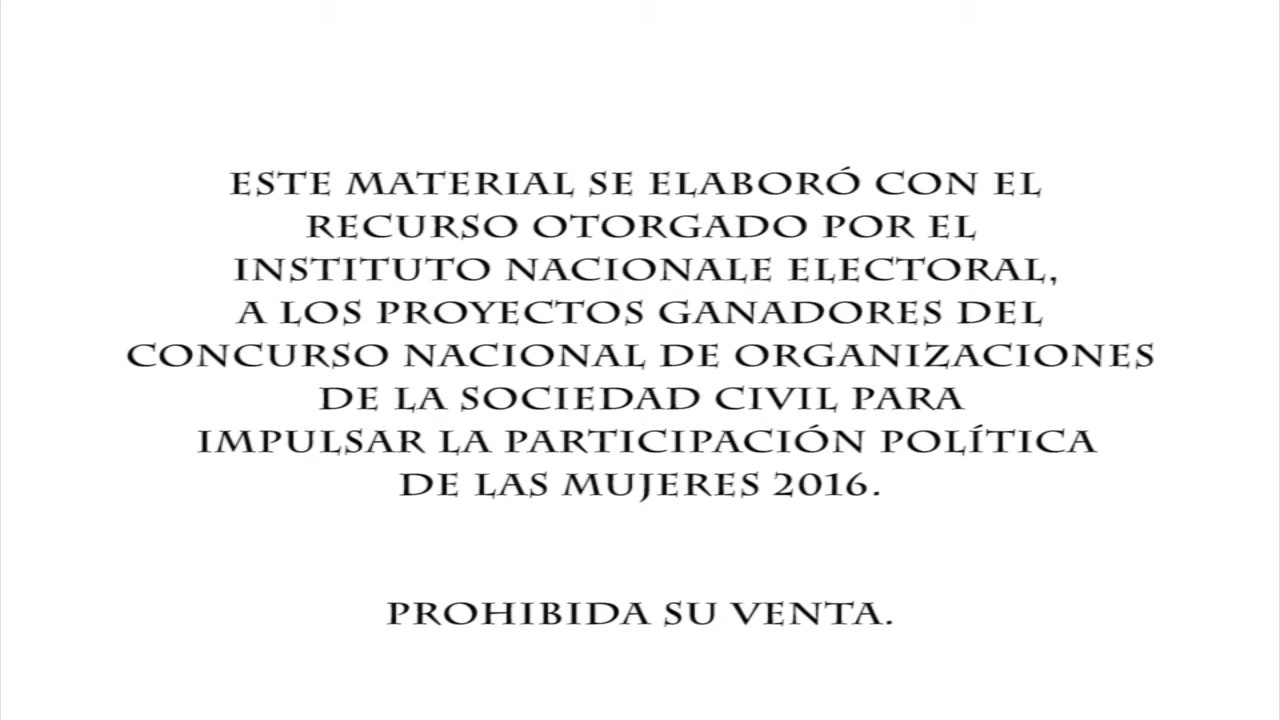 ESTE MATERIAL SE ELABORÓ CON EL
RECURSO OTORGADO POR EL
INSTITUTO NACIONALE ELECTORAL,
A LOS PROYECTOS GANADORES DEL
CONCURSO NACIONAL DE ORGANIZACIONES
DE LA SOCIEDAD CIVIL PARA
IMPULSAR LA PARTICIPACIÓN POLÍTICA
DE LAS MUJERES 2016.
PROHIBIDA SU VENTA.